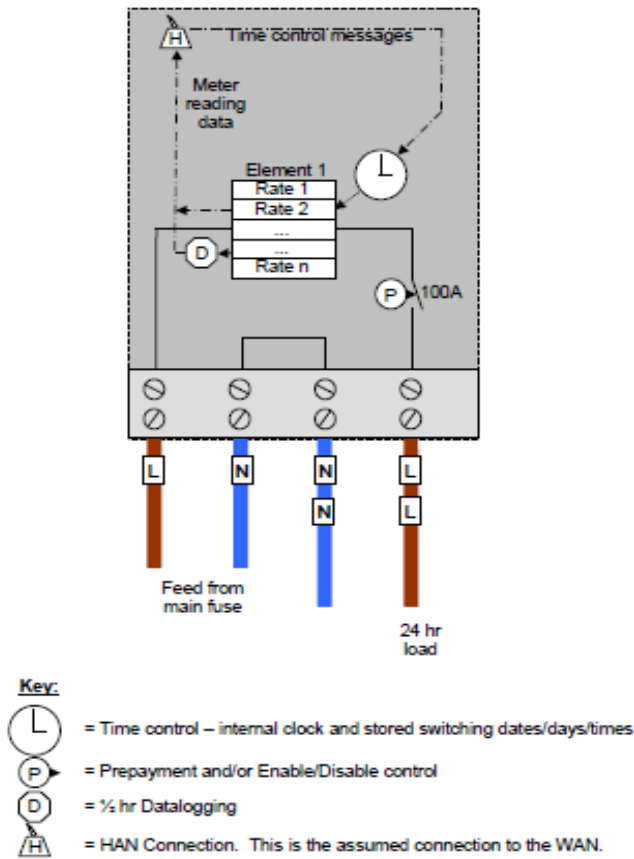 H
Time control messages
Meter
reading
data
Element 1
Rate 1
Rate 2
...
...
Rate n
D
P
100A
L
N
N
L
N
L
Feed from
main fuse
24 hr
load
Key:
= Time control – internal clock and stored switching dates/days/times
P
= Prepayment and/or Enable/Disable control
D
= ½ hr Datalogging
H
= HAN Connection. This is the assumed connection to the WAN.